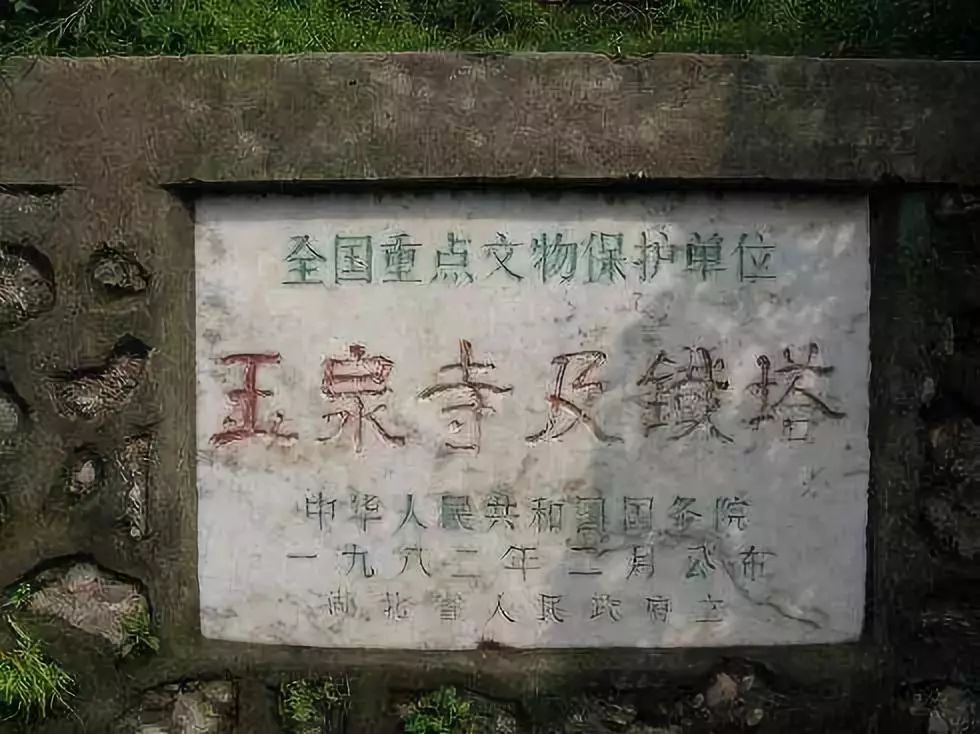 全国重点文物保护单位
玉泉寺及鐵塔
中华人民共和国国务院
一九八二年二月公布
湖北省人民政府立